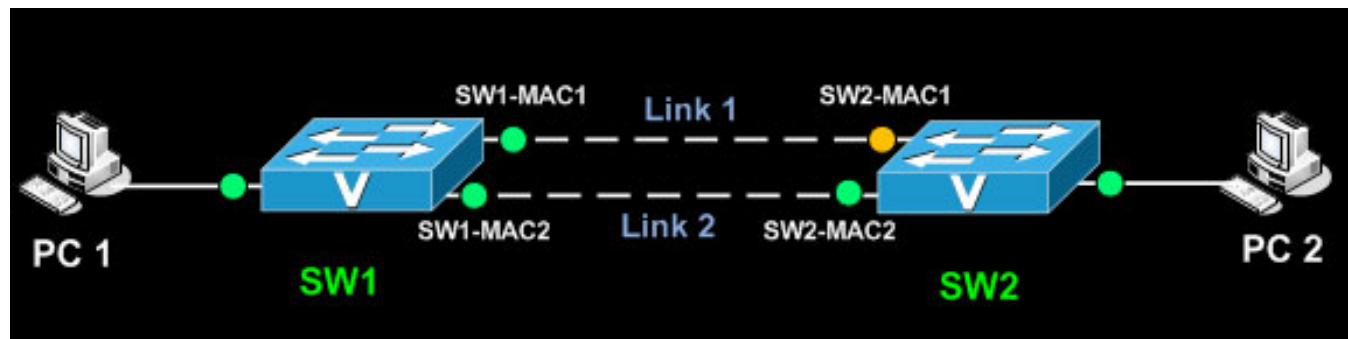 SW1-MAC1
Link 1
SW2-MAC1
V
V
SW1-MAC2
Link 2
SW2-MAC2
PC 1
SW1
SW2
PC 2